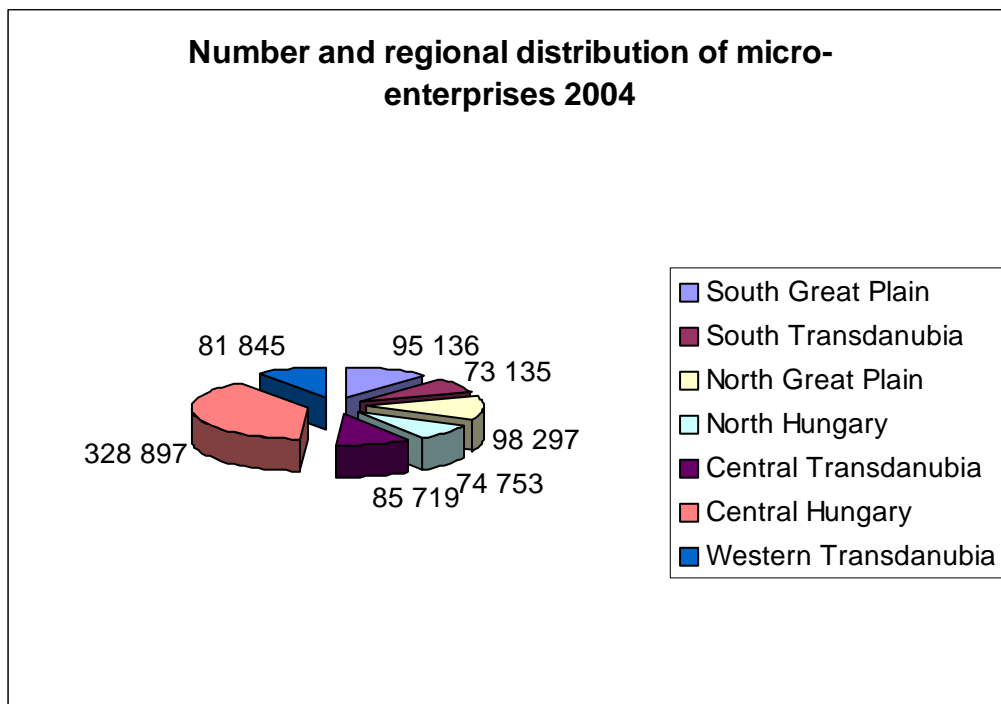 Number and regional distribution of micro-
enterprises 2004
81 845
95 136
73 135
328 897
98 297
85 719
74 753
South Great Plain
South Transdanubia
North Great Plain
North Hungary
Central Transdanubia
Central Hungary
Western Transdanubia